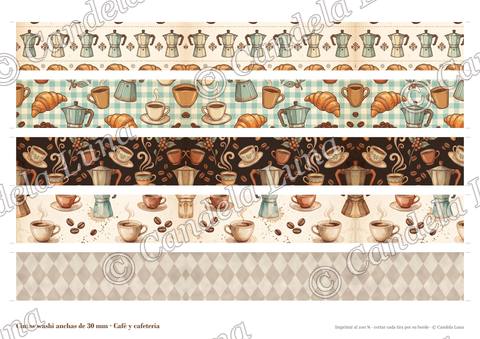 © Candela Luna
Cintas washi anchas de 30 mm · Café y cafetería
Imprimir al 100 % · cortar cada tira por su borde · © Candela Luna